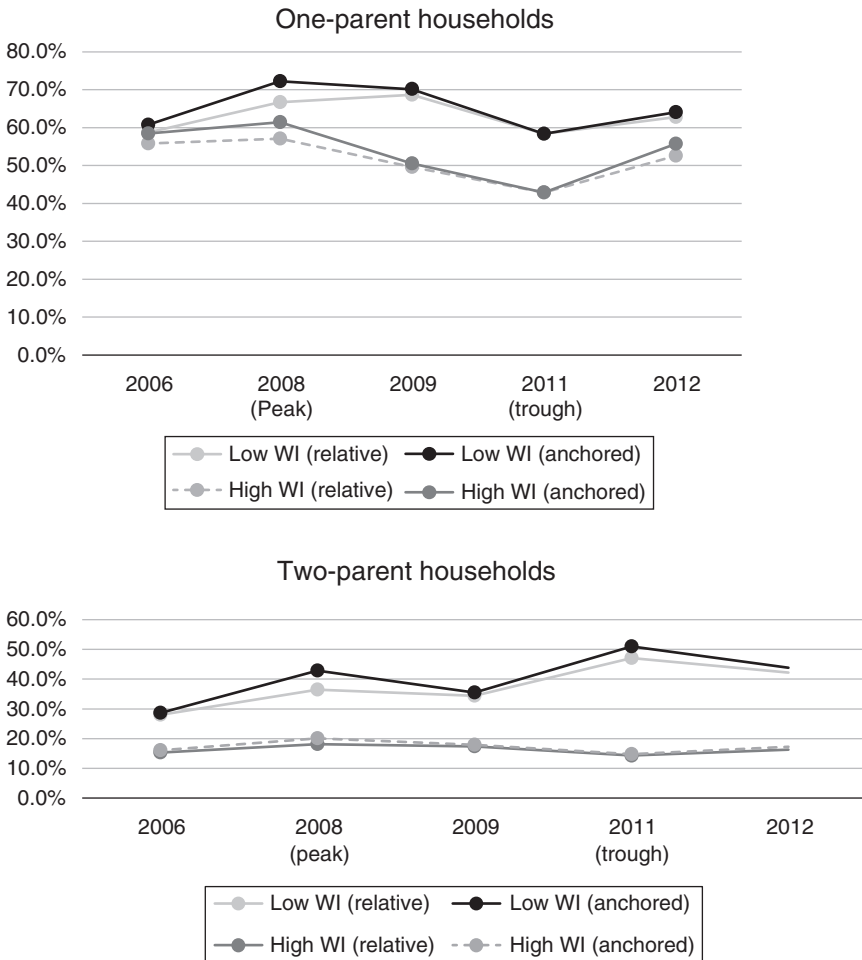 One-parent households
80.0%
70.0%
60.0%
50.0%
40.0%
30.0%
20.0%
10.0%
0.0%
2006 2008 2009 2011 2012
(Peak) (trough)
Low WI (relative) Low WI (anchored)
High WI (relative) High WI (anchored)
Two-parent households
60.0%
50.0%
40.0%
30.0%
20.0%
10.0%
0.0%
2006 2008 2009 2011 2012
(peak) (trough)
Low WI (relative) Low WI (anchored)
High WI (relative) High WI (anchored)